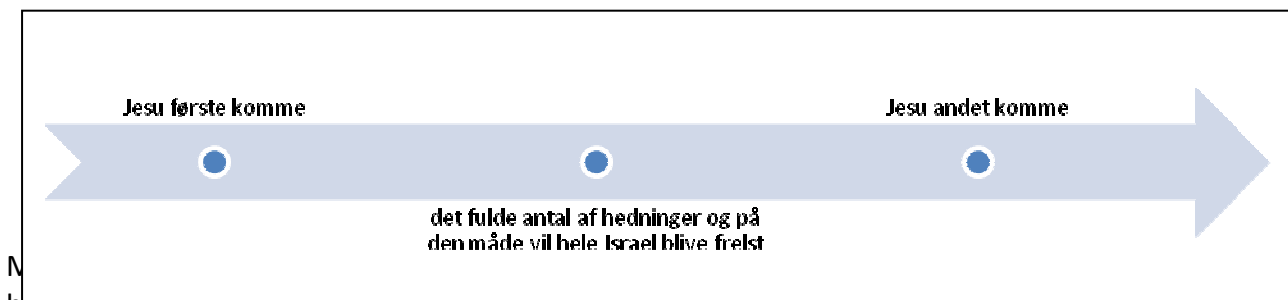 Jesu første komme
Jesu andet komme
det fulde antal af hedninger og på
den måde vil hele Israel blive frelst
M